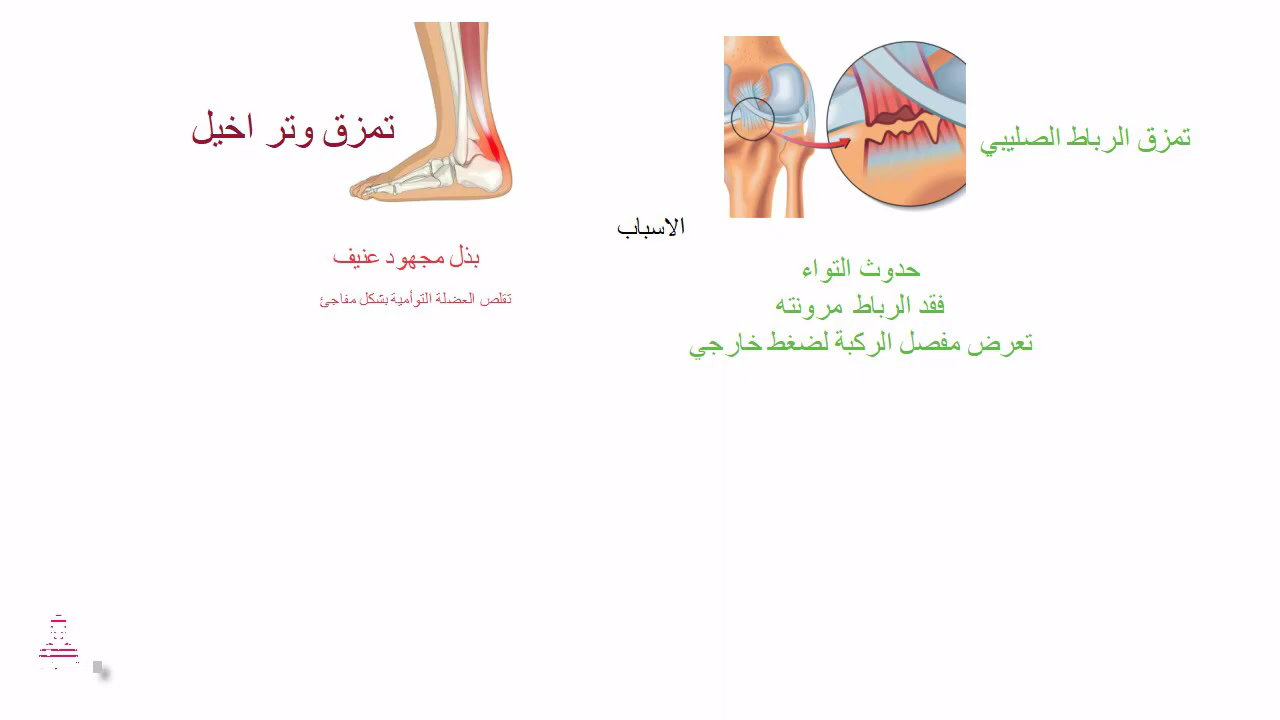 تمزق الرباط الصليبي
تمزق وتر اخيل
الاسباب
حدوث التواء
فقد الرباط مرونته
تعرض مفصل الركبة لضغط خارجي
بذل مجهود عنيف
تقلص العضلة التوأمية بشكل مفاجئ